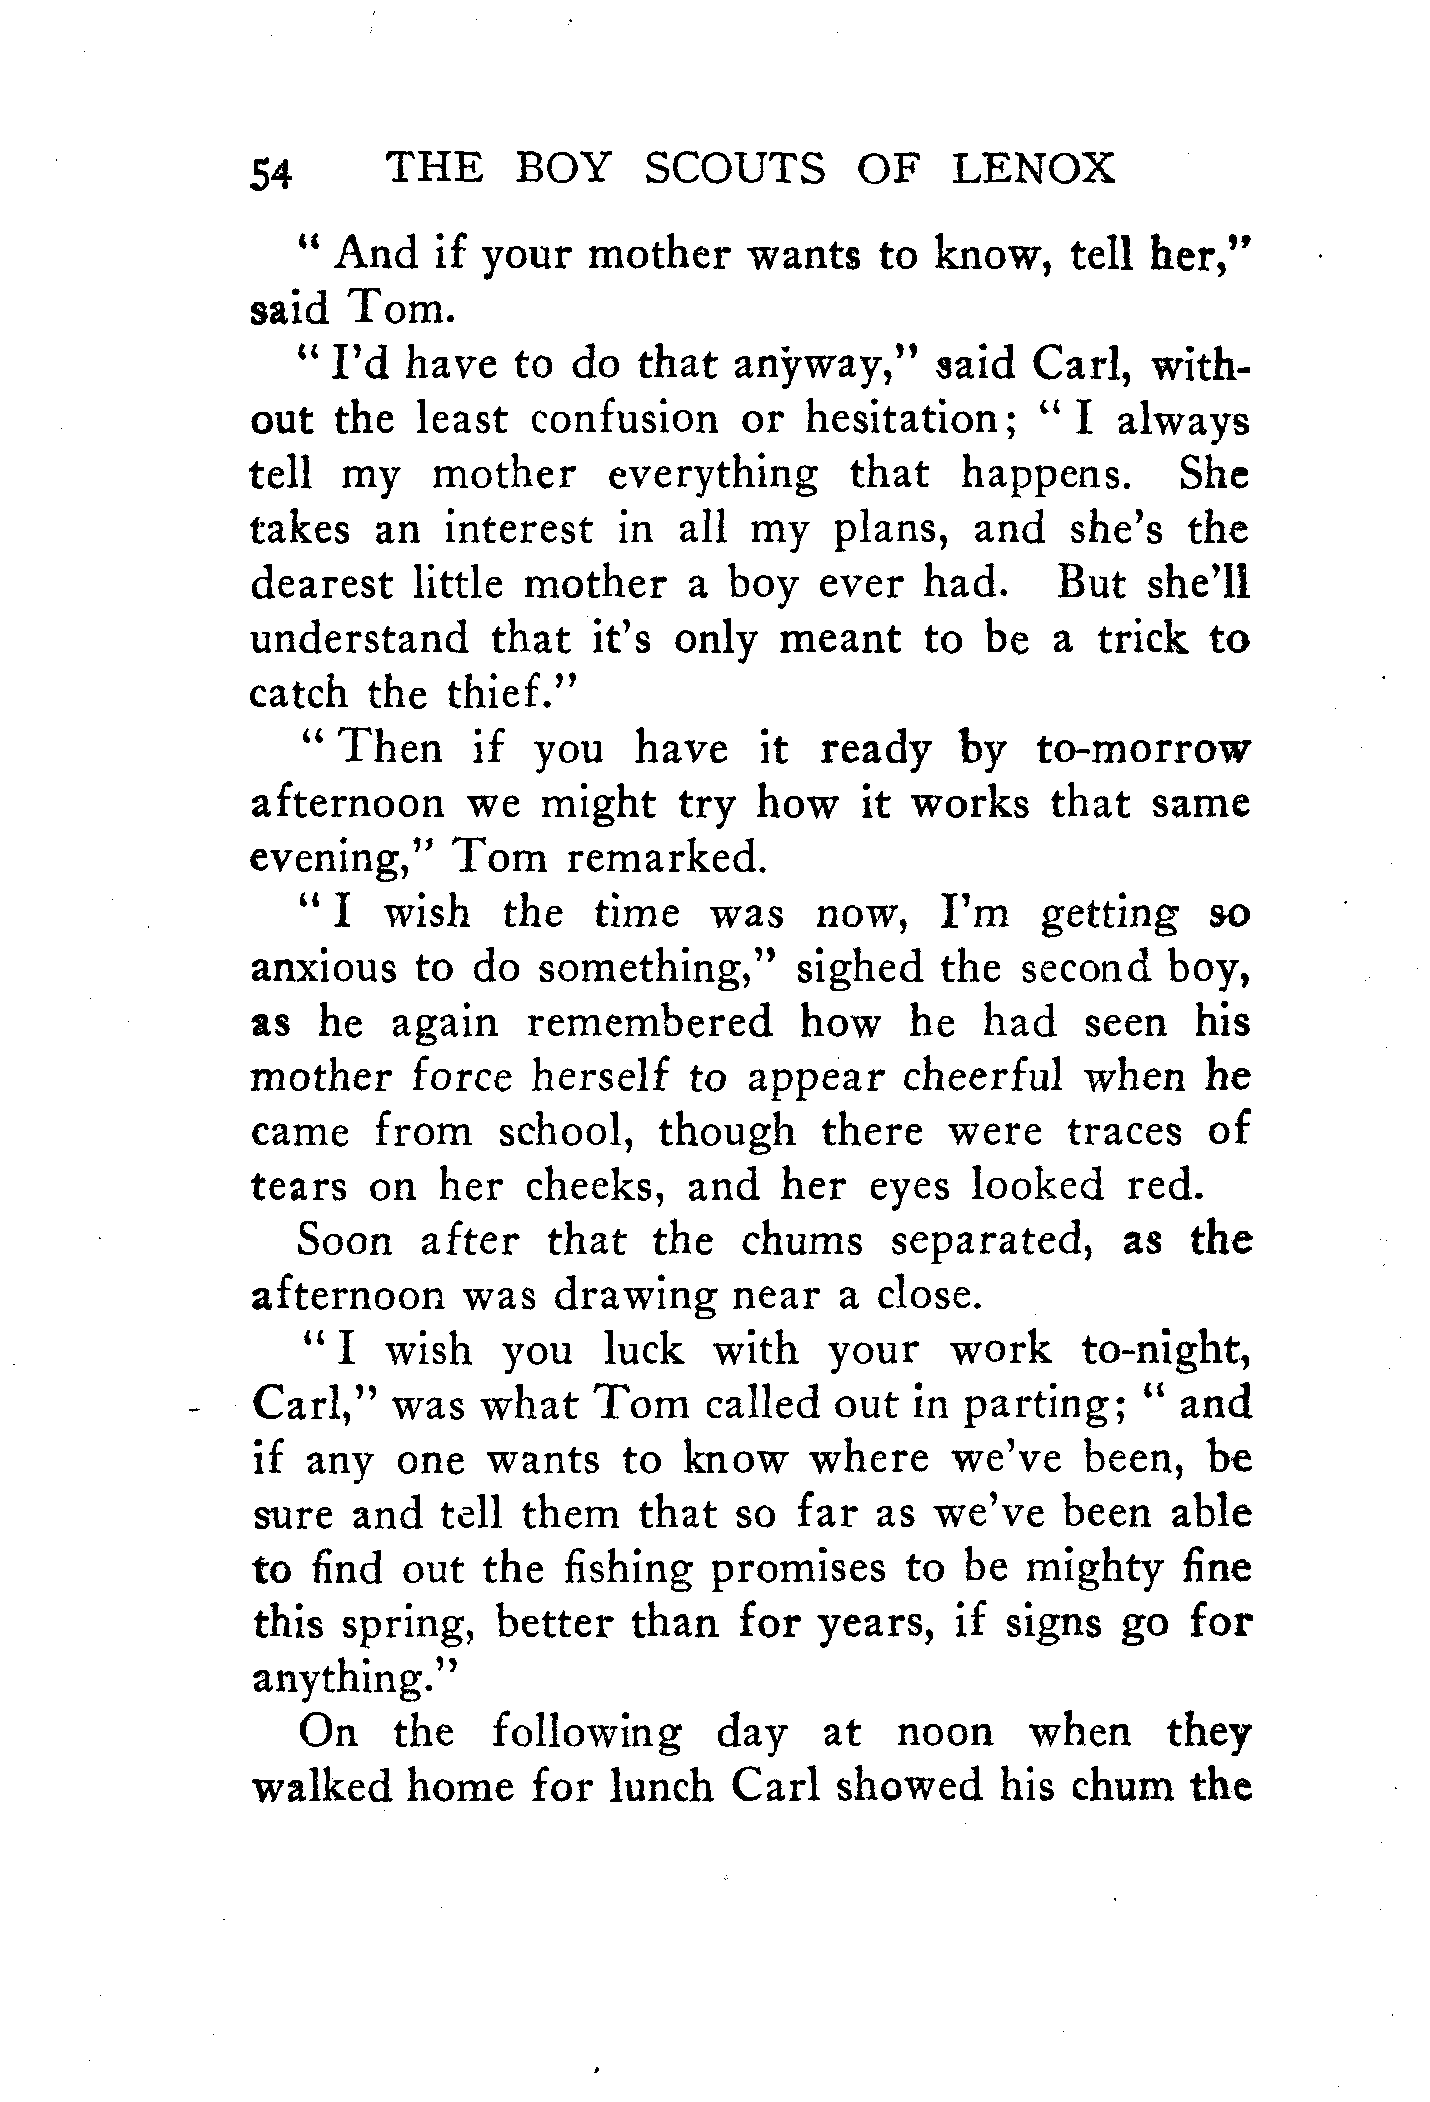 54 THE BOY SCOUTS OF LENOX
“ And if your mother wants to know, tell her,”
said Tom.
“ I’d have to do that anyway,” said Carl, with-
out the least confusion or hesitation; “ I always
tell my mother everything that happens. She
takes an interest in all my plans, and she’s the
dearest little mother a boy ever had. But she’ll
understand that it’s only meant to be a trick to
catch the thief.”
“ Then if you have it ready by to-morrow
afternoon we might try how it works that same
evening,” Tom remarked.
“ I wish the time was now, I’m getting so
anxious to do something,” sighed the second boy,
as he again remembered how he had seen his
mother force herself to appear cheerful when he
came from school, though there were traces of
tears on her cheeks, and her eyes looked red.
Soon after that the chums separated, as the
afternoon was drawing near a close.
“ I wish you luck with your work to-night,
Carl,” was what Tom called out in parting; “ and
if any one wants to know where we’ve been, be
sure and tell them that so far as we’ve been able
to find out the fishing promises to be mighty fine
this spring, better than for years, if signs go for
anything.”
On the following day at noon when they
walked home for lunch Carl showed his chum the